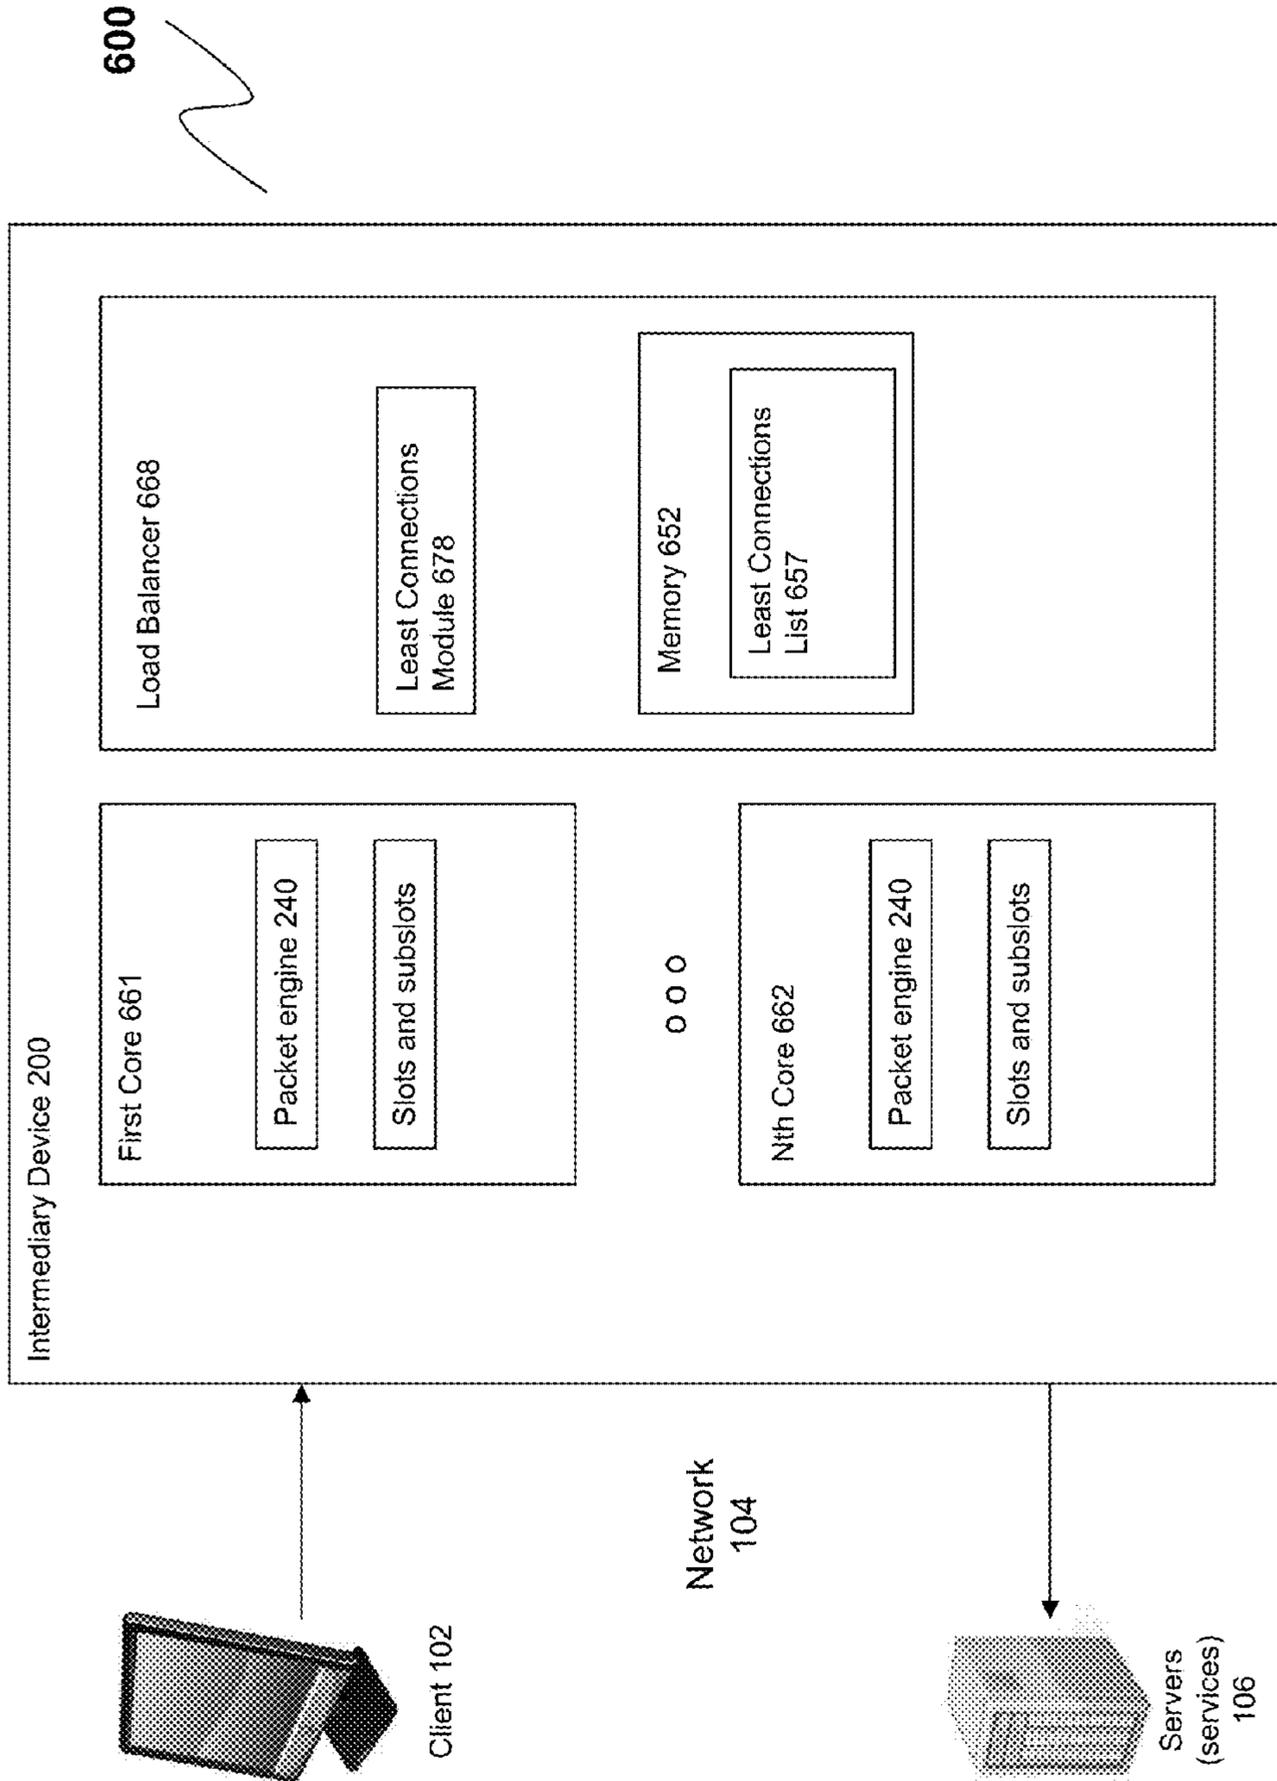 600
Intermediary Device 200
First Core 661
Packet engine 240
Slots and subslots
Load Balancer 668
Least Connections
Module 678
Memory 652
Least Connections
List 657
Nth Core 662
Packet engine 240
Slots and subslots
Client 102
Network
104
Servers
(services)
106